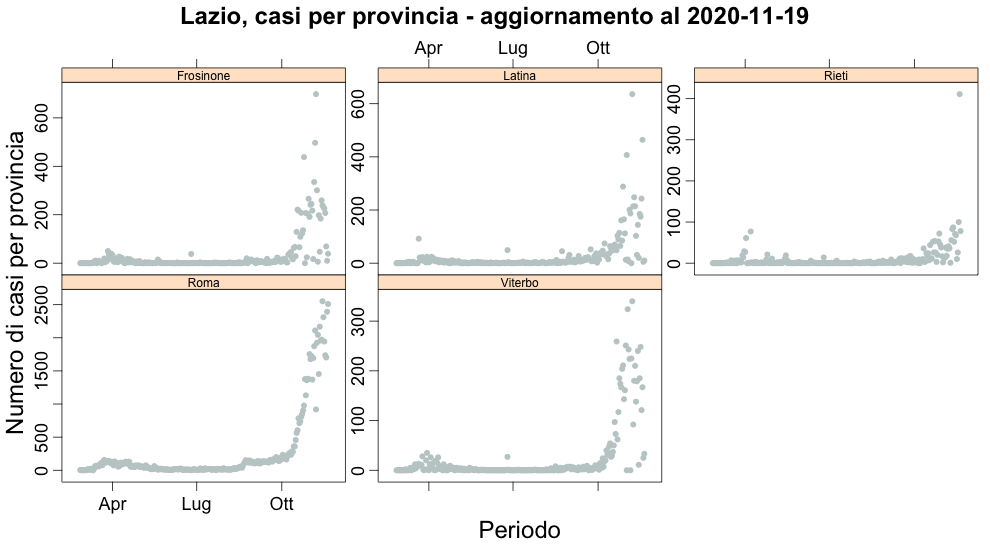 Lazio, casi per provincia - aggiornamento al 2020-11-19
Apr Lug Ott
Frosinone Latina Rieti
0 200 400 600
0 200 400 600
0 100 200 300 400
Roma Viterbo
0 500 1500 2500
0 100 200 300
Apr Lug Ott
Numero di casi per provincia
Periodo